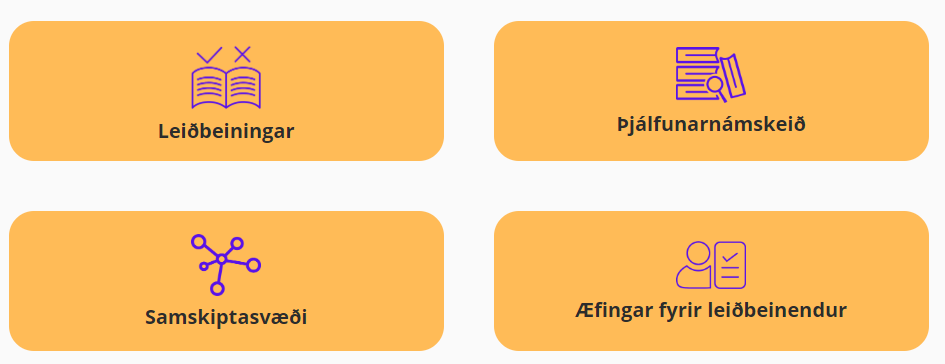 Leiðbeiningar
Þjálfunarnámskeið
Samskiptasvæði
Æfingar fyrir leiðbeinendur